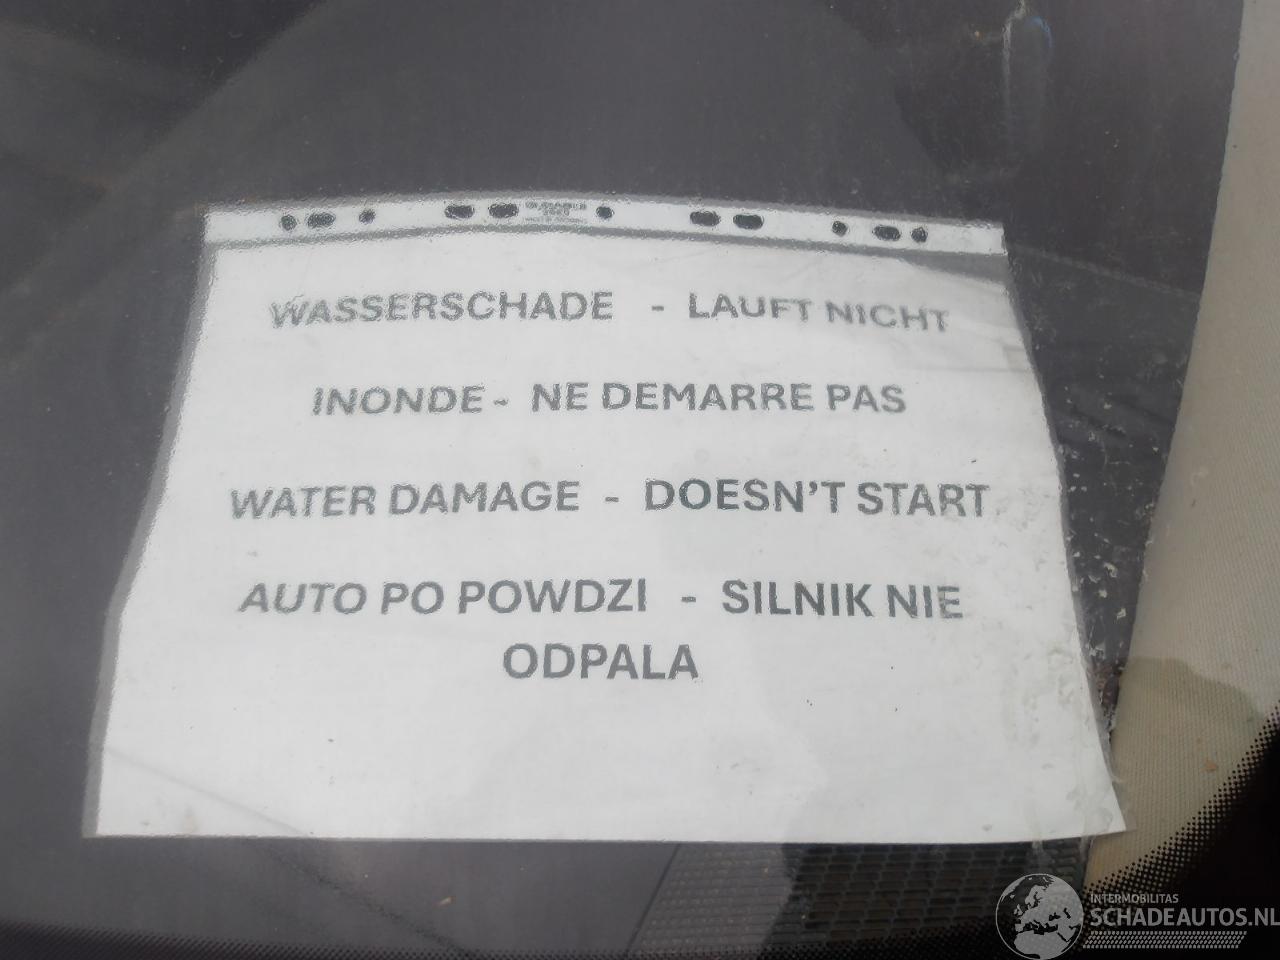 WASSERSCHADE - LAUFT NICHT
INONDE - NE DEMARRE PAS
WATER DAMAGE - DOESN'T START
AUTO PO POWDZI - SILNIK NIE
ODPALA
INTERMOBILITAS
SCHADEAUTOS.NL